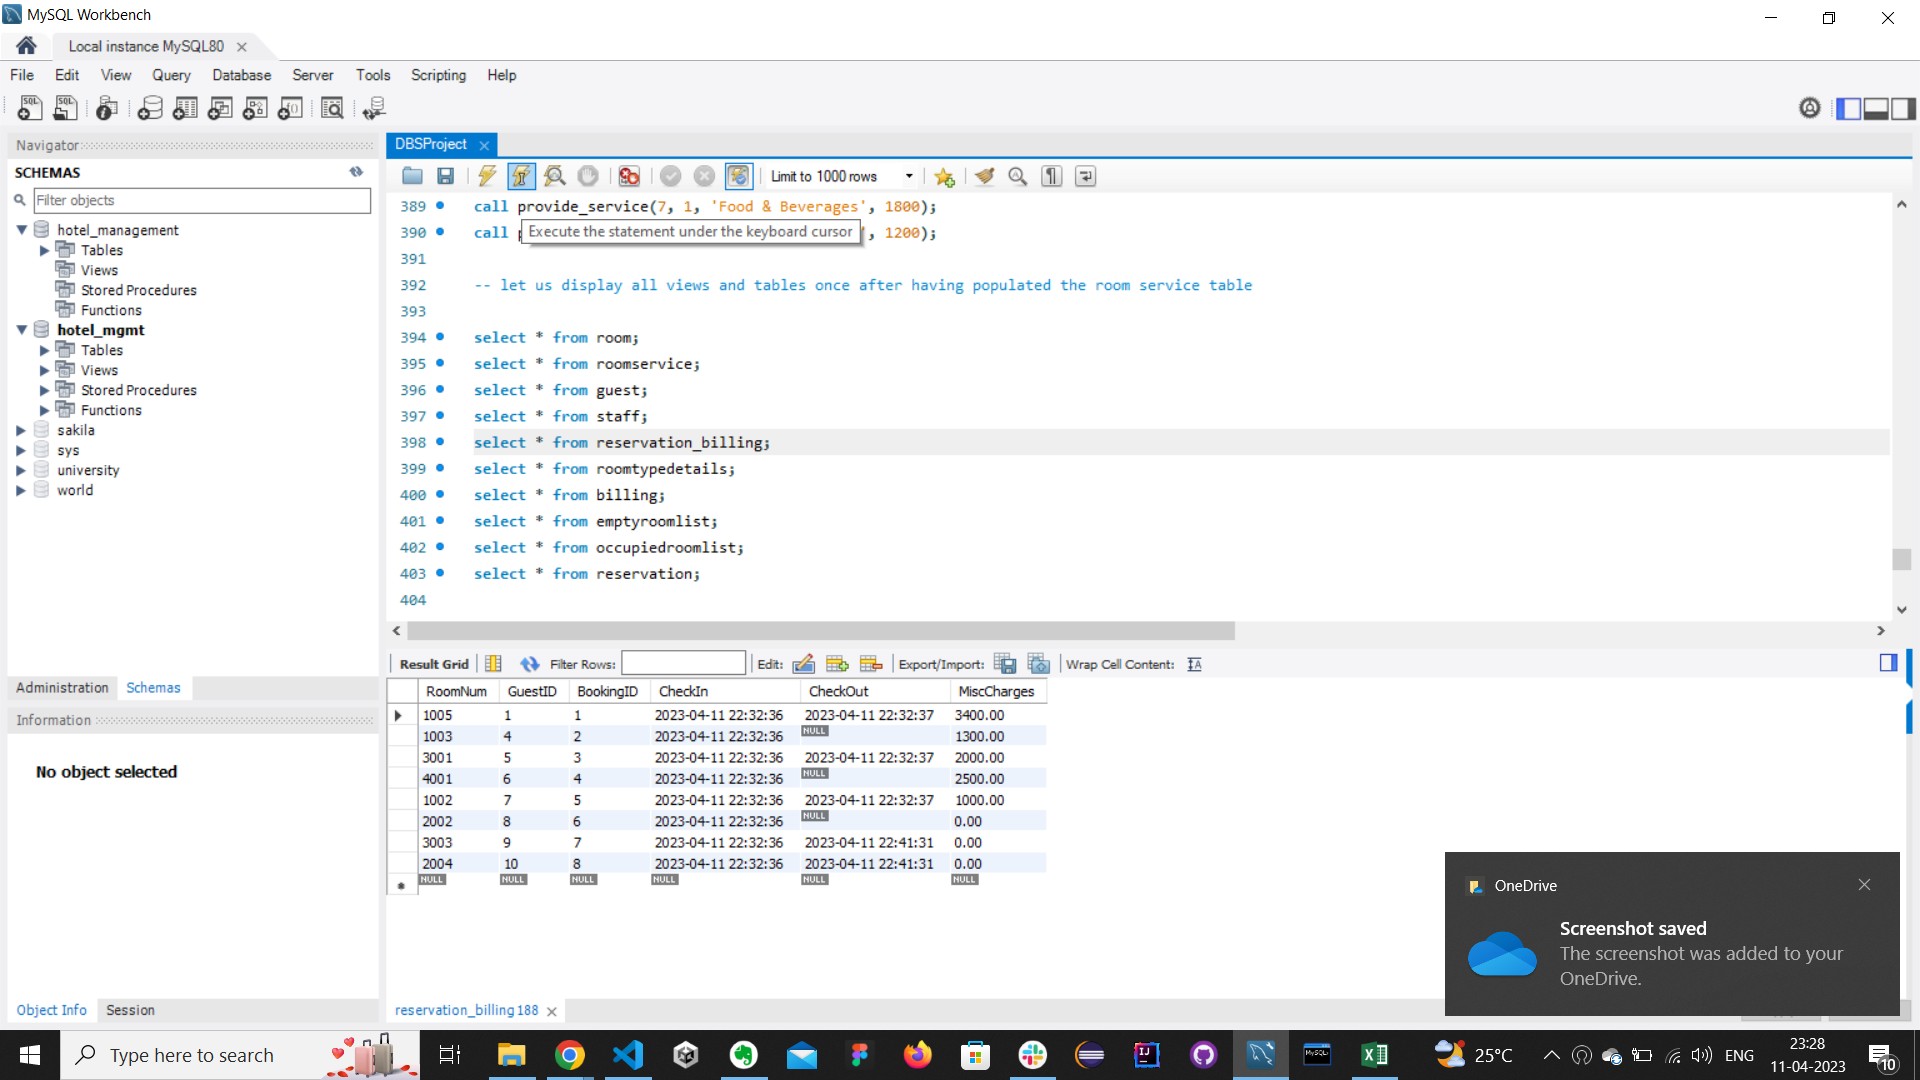 MySQL Workbench
Local instance MySQL80
File Edit View Query Database Server Tools Scripting Help
Navigator
SCHEMAS
Filter objects
hotel_management
Tables
Views
Stored Procedures
Functions
hotel_mgmt
Tables
Views
Stored Procedures
Functions
sakila
sys
university
world
Administration Schemas
Information
No object selected
Object Info Session
DBSProject
Limit to 1000 rows
389 call provide_service(7, 1, 'Food & Beverages', 1800);
390 call p ', 1200);
Execute the statement under the keyboard cursor
391
392 -- let us display all views and tables once after having populated the room service table
393
394 select * from room;
395 select * from roomservice;
396 select * from guest;
397 select * from staff;
398 select * from reservation_billing;
399 select * from roomtypedetails;
400 select * from billing;
401 select * from emptyroomlist;
402 select * from occupiedroomlist;
403 select * from reservation;
404
Result Grid Filter Rows: Edit: Export/Import: Wrap Cell Content:
RoomNum GuestID BookingID CheckIn CheckOut MiscCharges
1005 1 1 2023-04-11 22:32:36 2023-04-11 22:32:37 3400.00
1003 4 2 2023-04-11 22:32:36 NULL 1300.00
3001 5 3 2023-04-11 22:32:36 2023-04-11 22:32:37 2000.00
4001 6 4 2023-04-11 22:32:36 NULL 2500.00
1002 7 5 2023-04-11 22:32:36 2023-04-11 22:32:37 1000.00
2002 8 6 2023-04-11 22:32:36 NULL 0.00
3003 9 7 2023-04-11 22:32:36 2023-04-11 22:41:31 0.00
2004 10 8 2023-04-11 22:32:36 2023-04-11 22:41:31 0.00
NULL NULL NULL NULL NULL NULL
reservation_billing 188
OneDrive
Screenshot saved
The screenshot was added to your
OneDrive.
Type here to search
25°C
ENG
23:28
11-04-2023
10